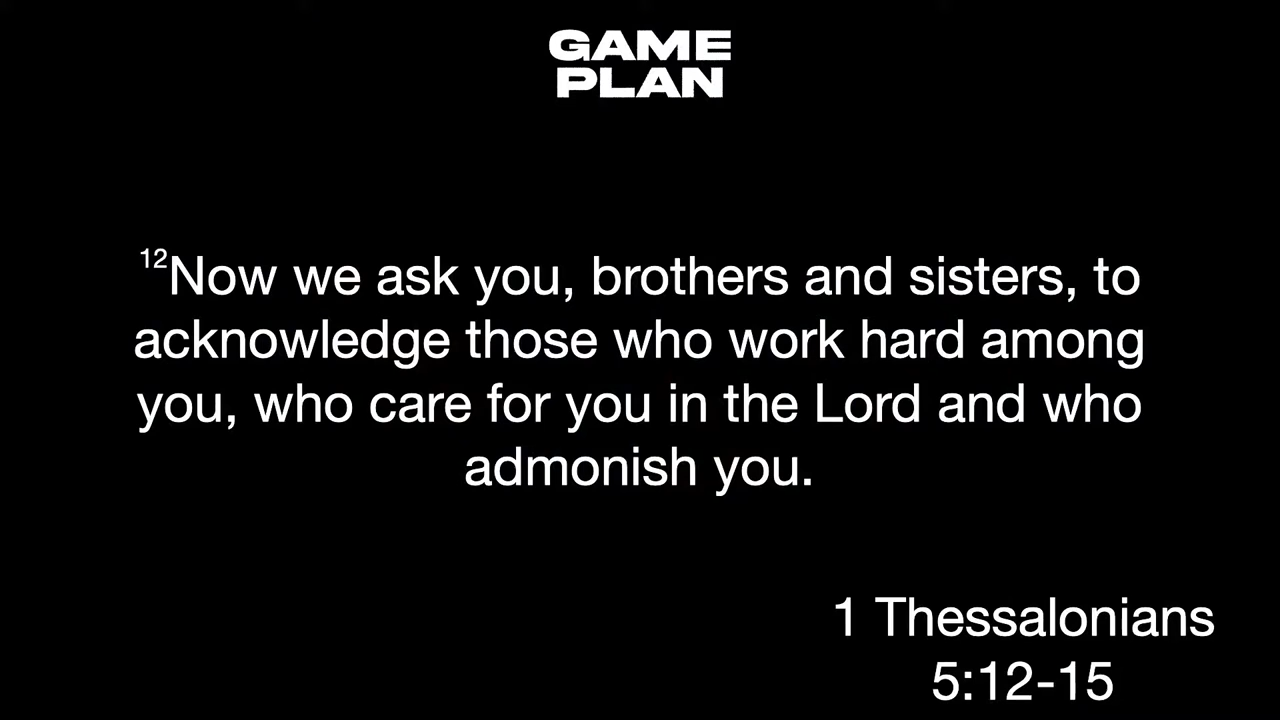 GAME
PLAN
12Now we ask you, brothers and sisters, to
acknowledge those who work hard among
you, who care for you in the Lord and who
admonish you.
1 Thessalonians
5:12-15